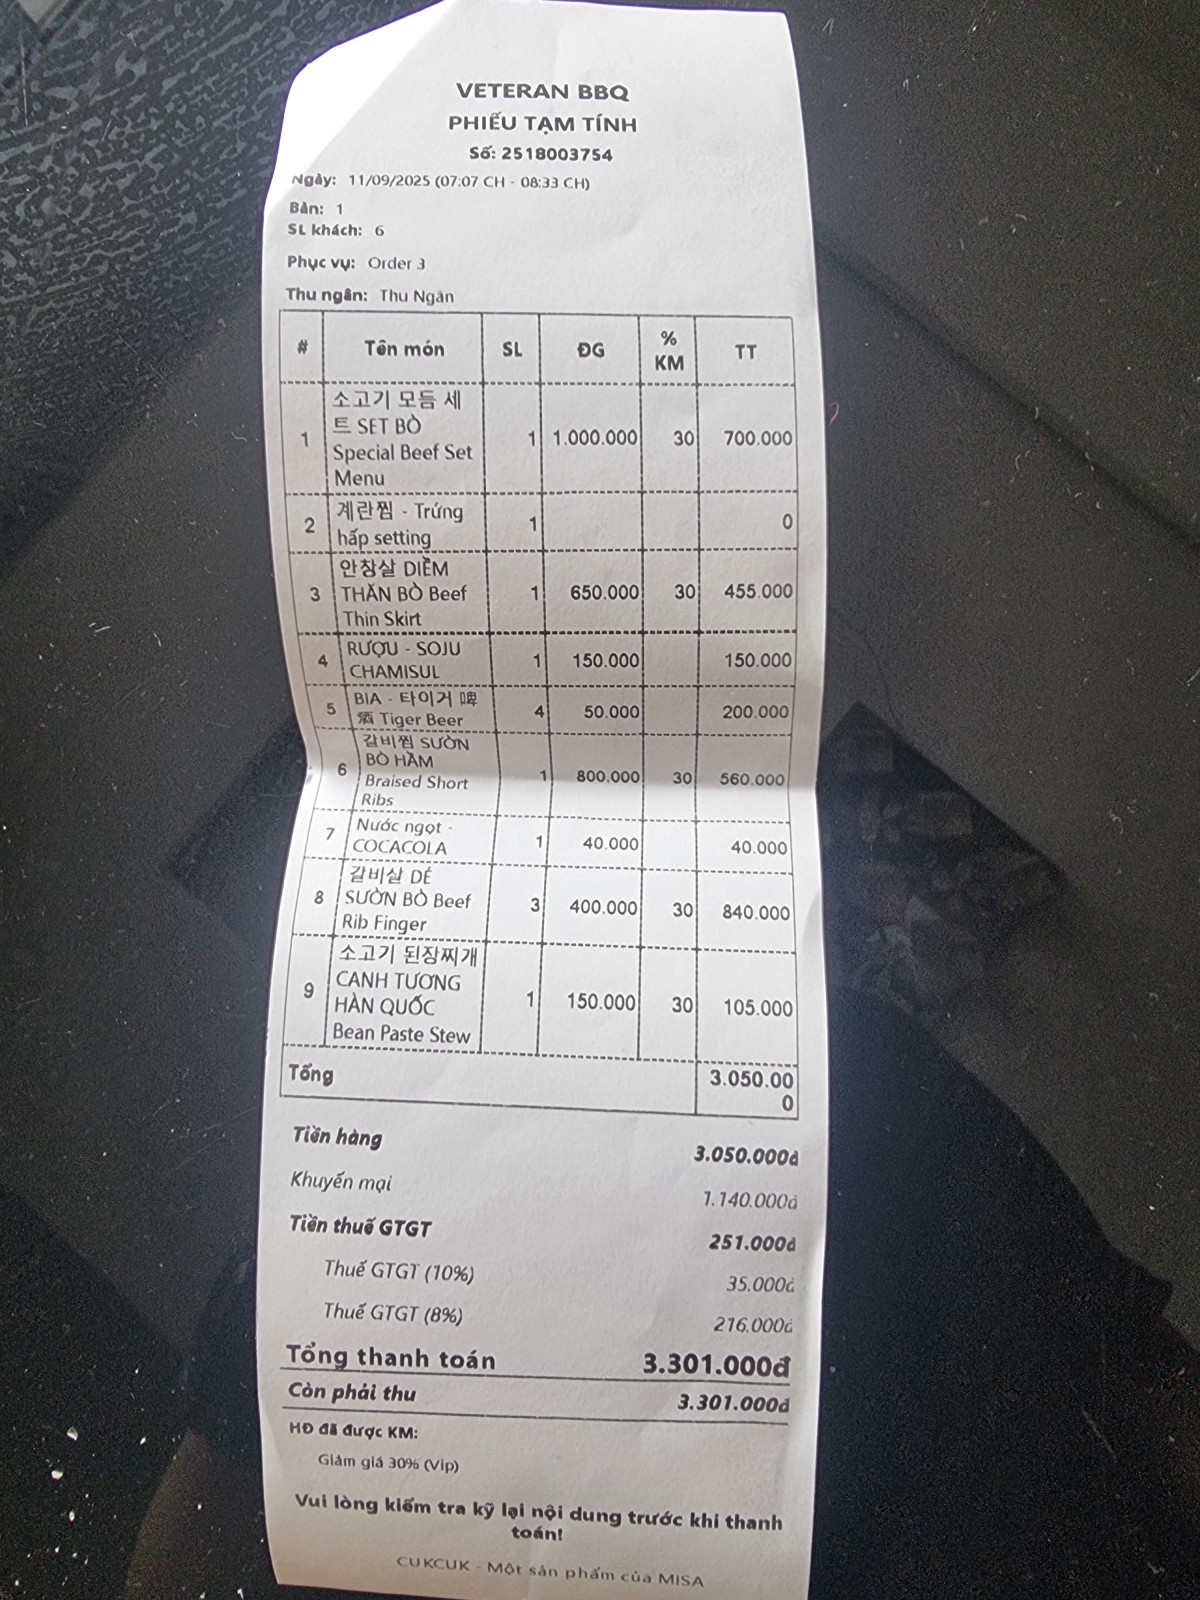 VETERAN BBQ
PHIẾU TẠM TÍNH
Số: 2518003754
Ngày: 11/09/2025 (07:07 CH - 08:33 CH)
Bàn: 1
SL khách: 6
Phục vụ: Order 3
Thu ngân: Thu Ngân
# Tên món SL ĐG % KM TT
소고기 모듬 세
트 SET BÒ
1 Special Beef Set 1 1.000.000 30 700.000
Menu
2 계란찜 - Trứng 1 0
hấp setting
안창살 DIỀM
3 THĂN BÒ Beef 1 650.000 30 455.000
Thin Skirt
4 RƯỢU - SOJU 1 150.000 150.000
CHAMISUL
5 BIA - 타이거 啤 4 50.000 200.000
酒 Tiger Beer
갈비찜 SƯỜN
BÒ HẦM
6 Braised Short 1 800.000 30 560.000
Ribs
7 Nước ngọt - 1 40.000 40.000
COCACOLA
갈비살 DẺ
8 SƯỜN BÒ Beef 3 400.000 30 840.000
Rib Finger
소고기 된장찌개
CANH TƯƠNG
9 HÀN QUỐC 1 150.000 30 105.000
Bean Paste Stew
Tổng 3.050.00
0
Tiền hàng 3.050.000đ
Khuyến mại 1.140.000đ
Tiền thuế GTGT 251.000đ
Thuế GTGT (10%) 35.000đ
Thuế GTGT (8%) 216.000đ
Tổng thanh toán 3.301.000đ
Còn phải thu 3.301.000đ
HĐ đã được KM:
Giảm giá 30% (Vip)
Vui lòng kiểm tra kỹ lại nội dung trước khi thanh
toán!
CUKCUK - Một sản phẩm của MISA